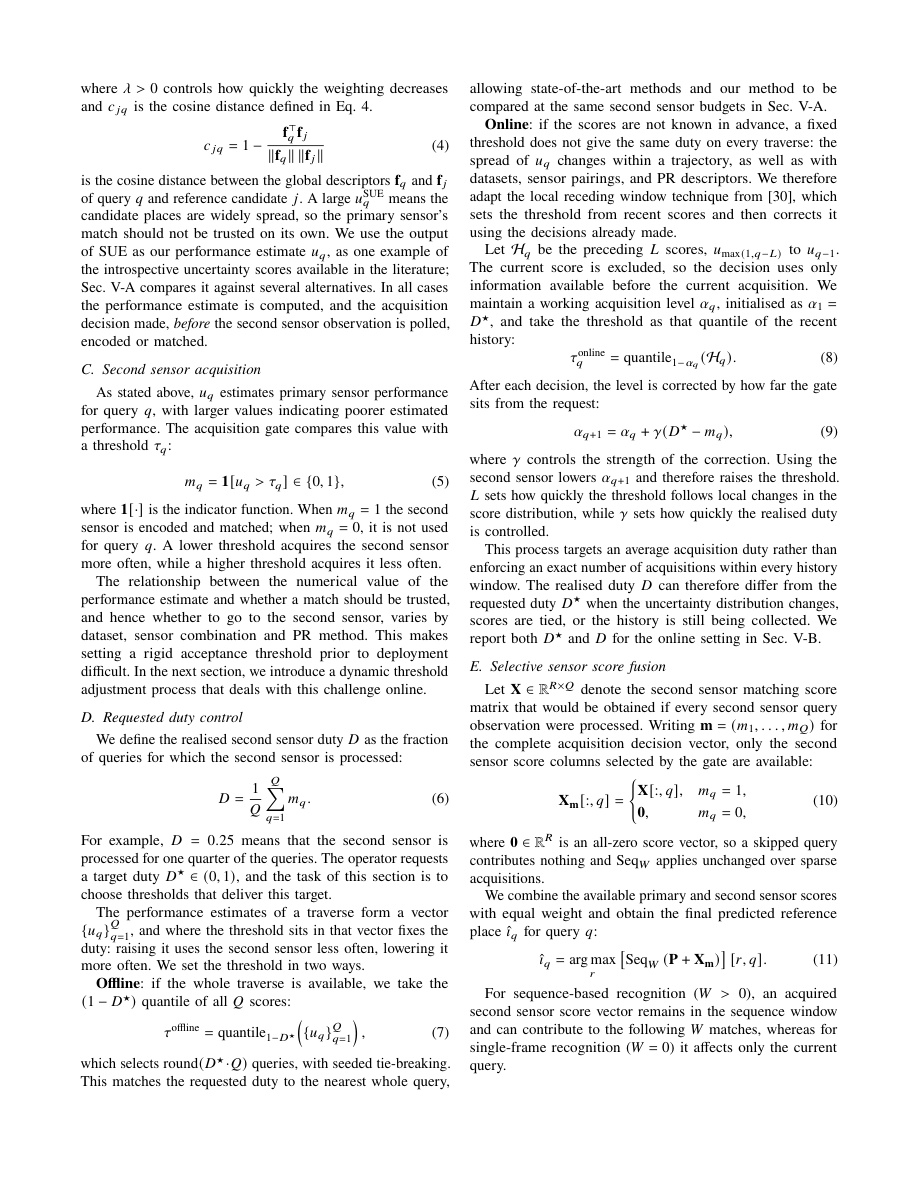 where λ > 0 controls how quickly the weighting decreases
and c_{jq} is the cosine distance defined in Eq. 4.
c_{jq} = 1 − \frac{f_q^⊤ f_j}{‖f_q‖ ‖f_j‖} (4)
is the cosine distance between the global descriptors f_q and f_j
of query q and reference candidate j. A large u_q^{SUE} means the
candidate places are widely spread, so the primary sensor's
match should not be trusted on its own. We use the output
of SUE as our performance estimate u_q, as one example of
the introspective uncertainty scores available in the literature;
Sec. V-A compares it against several alternatives. In all cases
the performance estimate is computed, and the acquisition
decision made, before the second sensor observation is polled,
encoded or matched.
C. Second sensor acquisition
As stated above, u_q estimates primary sensor performance
for query q, with larger values indicating poorer estimated
performance. The acquisition gate compares this value with
a threshold τ_q:
m_q = 1[u_q > τ_q] ∈ {0, 1}, (5)
where 1[·] is the indicator function. When m_q = 1 the second
sensor is encoded and matched; when m_q = 0, it is not used
for query q. A lower threshold acquires the second sensor
more often, while a higher threshold acquires it less often.
The relationship between the numerical value of the
performance estimate and whether a match should be trusted,
and hence whether to go to the second sensor, varies by
dataset, sensor combination and PR method. This makes
setting a rigid acceptance threshold prior to deployment
difficult. In the next section, we introduce a dynamic threshold
adjustment process that deals with this challenge online.
D. Requested duty control
We define the realised second sensor duty D as the fraction
of queries for which the second sensor is processed:
D = \frac{1}{Q} \sum_{q=1}^{Q} m_q. (6)
For example, D = 0.25 means that the second sensor is
processed for one quarter of the queries. The operator requests
a target duty D^★ ∈ (0, 1), and the task of this section is to
choose thresholds that deliver this target.
The performance estimates of a traverse form a vector
{u_q}_{q=1}^{Q}, and where the threshold sits in that vector fixes the
duty: raising it uses the second sensor less often, lowering it
more often. We set the threshold in two ways.
Offline: if the whole traverse is available, we take the
(1 − D^★) quantile of all Q scores:
τ^{offline} = quantile_{1−D^★}({u_q}_{q=1}^{Q}), (7)
which selects round(D^★·Q) queries, with seeded tie-breaking.
This matches the requested duty to the nearest whole query,
allowing state-of-the-art methods and our method to be
compared at the same second sensor budgets in Sec. V-A.
Online: if the scores are not known in advance, a fixed
threshold does not give the same duty on every traverse: the
spread of u_q changes within a trajectory, as well as with
datasets, sensor pairings, and PR descriptors. We therefore
adapt the local receding window technique from [30], which
sets the threshold from recent scores and then corrects it
using the decisions already made.
Let ℋ_q be the preceding L scores, u_{max(1,q−L)} to u_{q−1}.
The current score is excluded, so the decision uses only
information available before the current acquisition. We
maintain a working acquisition level α_q, initialised as α_1 =
D^★, and take the threshold as that quantile of the recent
history:
τ_q^{online} = quantile_{1−α_q}(ℋ_q). (8)
After each decision, the level is corrected by how far the gate
sits from the request:
α_{q+1} = α_q + γ(D^★ − m_q), (9)
where γ controls the strength of the correction. Using the
second sensor lowers α_{q+1} and therefore raises the threshold.
L sets how quickly the threshold follows local changes in the
score distribution, while γ sets how quickly the realised duty
is controlled.
This process targets an average acquisition duty rather than
enforcing an exact number of acquisitions within every history
window. The realised duty D can therefore differ from the
requested duty D^★ when the uncertainty distribution changes,
scores are tied, or the history is still being collected. We
report both D^★ and D for the online setting in Sec. V-B.
E. Selective sensor score fusion
Let X ∈ ℝ^{R×Q} denote the second sensor matching score
matrix that would be obtained if every second sensor query
observation were processed. Writing m = (m_1, . . . , m_Q) for
the complete acquisition decision vector, only the second
sensor score columns selected by the gate are available:
X_m[:, q] = \begin{cases} X[:, q], & m_q = 1, \\ 0, & m_q = 0, \end{cases} (10)
where 0 ∈ ℝ^R is an all-zero score vector, so a skipped query
contributes nothing and Seq_W applies unchanged over sparse
acquisitions.
We combine the available primary and second sensor scores
with equal weight and obtain the final predicted reference
place î_q for query q:
î_q = arg max_r [Seq_W (P + X_m)] [r, q]. (11)
For sequence-based recognition (W > 0), an acquired
second sensor score vector remains in the sequence window
and can contribute to the following W matches, whereas for
single-frame recognition (W = 0) it affects only the current
query.